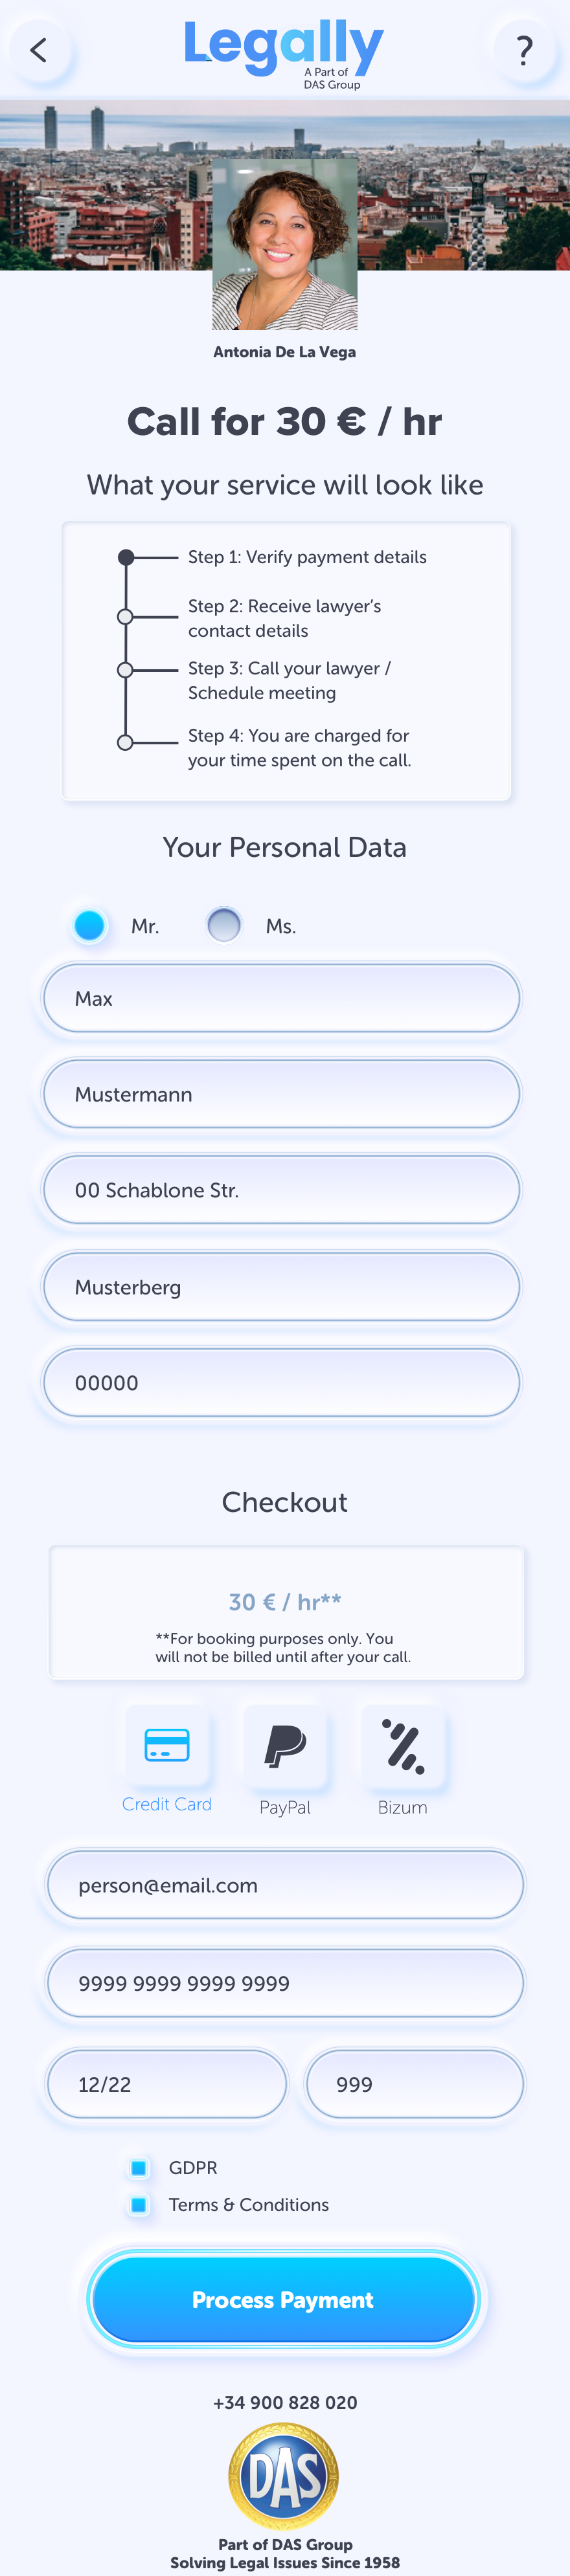 Legally
A Part of
DAS Group
?
Antonia De La Vega
Call for 30 € / hr
What your service will look like
Step 1: Verify payment details
Step 2: Receive lawyer’s
contact details
Step 3: Call your lawyer /
Schedule meeting
Step 4: You are charged for
your time spent on the call.
Your Personal Data
Mr. Ms.
Max
Mustermann
00 Schablone Str.
Musterberg
00000
Checkout
30 € / hr**
**For booking purposes only. You
will not be billed until after your call.
Credit Card PayPal Bizum
person@email.com
9999 9999 9999 9999
12/22 999
GDPR
Terms & Conditions
Process Payment
+34 900 828 020
DAS
Part of DAS Group
Solving Legal Issues Since 1958